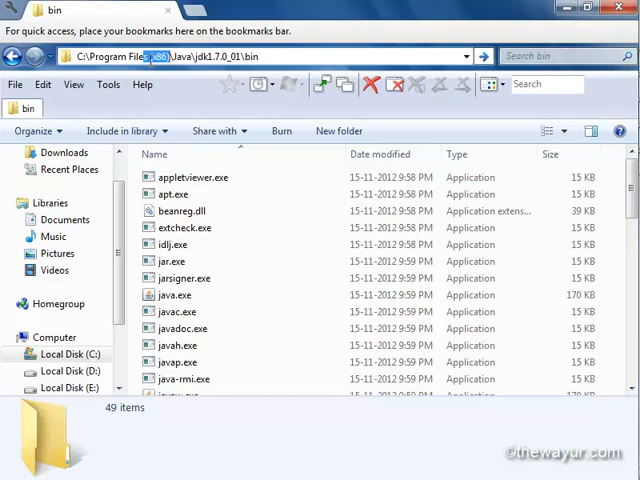 bin
For quick access, place your bookmarks here on the bookmarks bar.
C:\Program Files (x86)\Java\jdk1.7.0_01\bin
Search bin
File Edit View Tools Help
Search
bin
Organize Include in library Share with Burn New folder
Name Date modified Type Size
Downloads
Recent Places
Libraries
Documents
Music
Pictures
Videos
Homegroup
Computer
Local Disk (C:)
Local Disk (D:)
Local Disk (E:)
appletviewer.exe 15-11-2012 9:58 PM Application 15 KB
apt.exe 15-11-2012 9:58 PM Application 15 KB
beanreg.dll 15-11-2012 9:58 PM Application extens... 39 KB
extcheck.exe 15-11-2012 9:58 PM Application 15 KB
idlj.exe 15-11-2012 9:58 PM Application 15 KB
jar.exe 15-11-2012 9:59 PM Application 15 KB
jarsigner.exe 15-11-2012 9:59 PM Application 15 KB
java.exe 15-11-2012 9:59 PM Application 170 KB
javac.exe 15-11-2012 9:59 PM Application 15 KB
javadoc.exe 15-11-2012 9:59 PM Application 15 KB
javah.exe 15-11-2012 9:59 PM Application 15 KB
javap.exe 15-11-2012 9:59 PM Application 15 KB
java-rmi.exe 15-11-2012 9:59 PM Application 15 KB
49 items
©thewayur.com